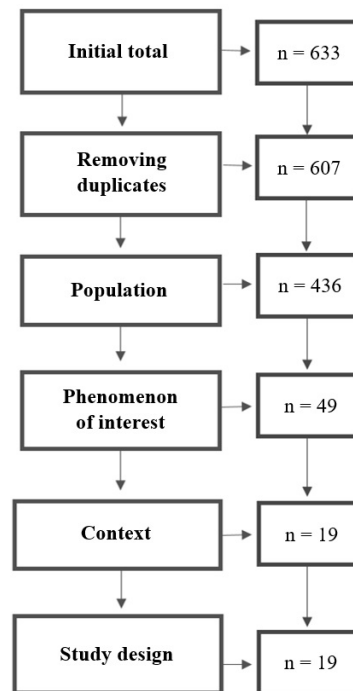 Initial total
n = 633
Removing
duplicates
n = 607
Population
n = 436
Phenomenon
of interest
n = 49
Context
n = 19
Study design
n = 19